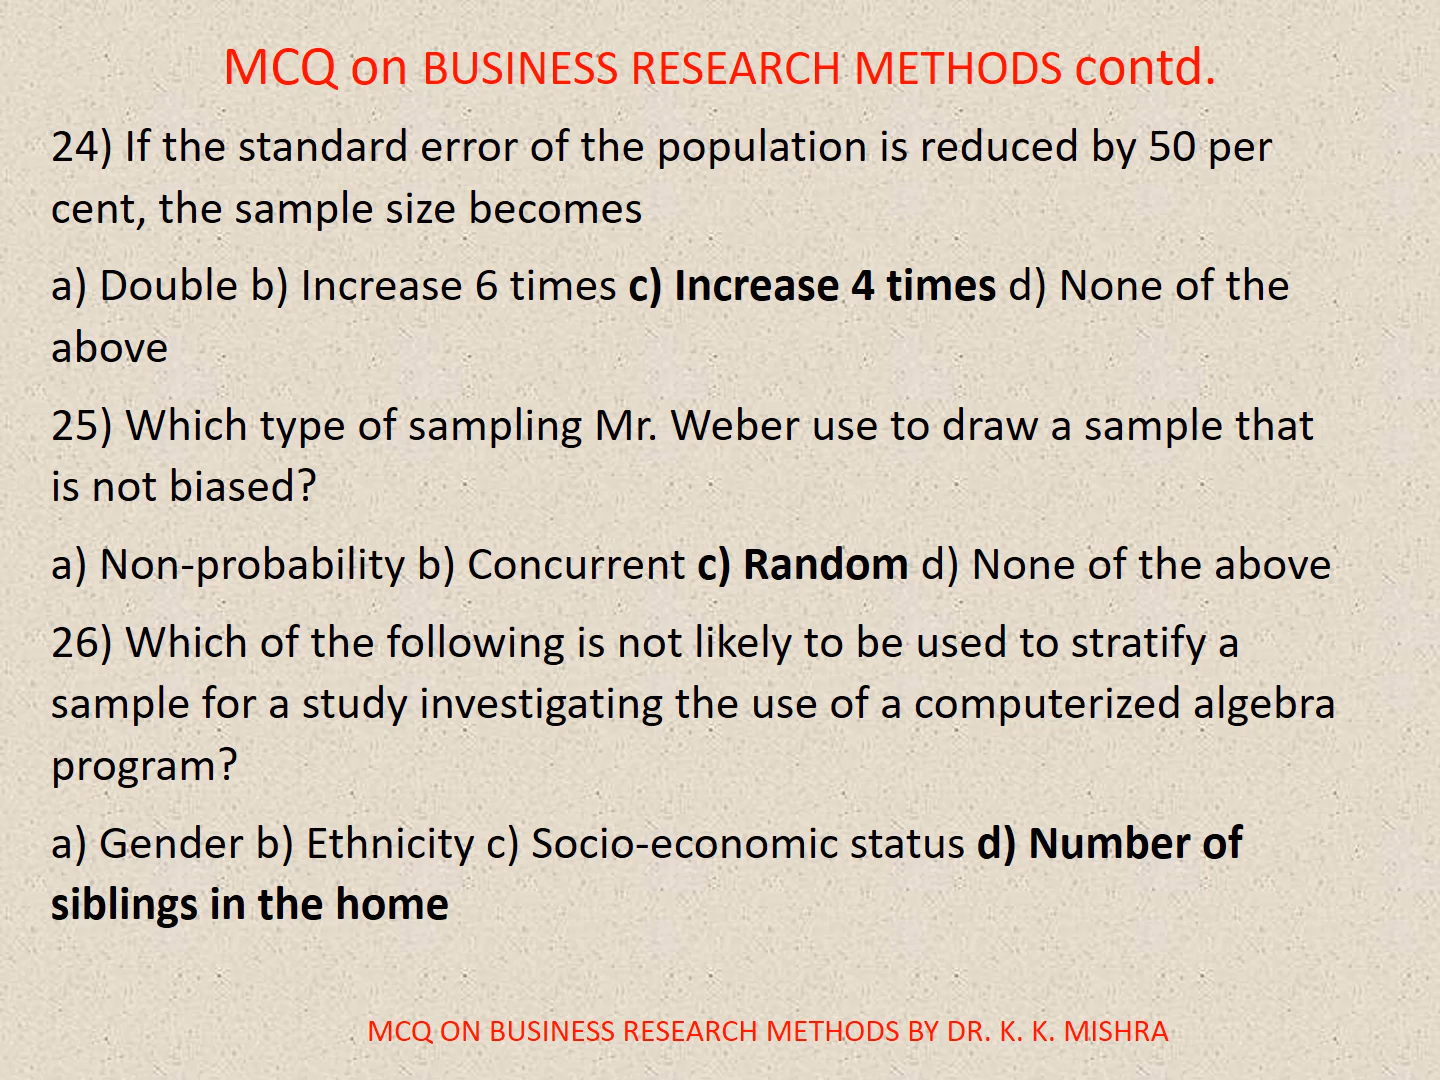 MCQ on BUSINESS RESEARCH METHODS contd.
24) If the standard error of the population is reduced by 50 per
cent, the sample size becomes
a) Double b) Increase 6 times c) Increase 4 times d) None of the
above
25) Which type of sampling Mr. Weber use to draw a sample that
is not biased?
a) Non-probability b) Concurrent c) Random d) None of the above
26) Which of the following is not likely to be used to stratify a
sample for a study investigating the use of a computerized algebra
program?
a) Gender b) Ethnicity c) Socio-economic status d) Number of
siblings in the home
MCQ ON BUSINESS RESEARCH METHODS BY DR. K. K. MISHRA